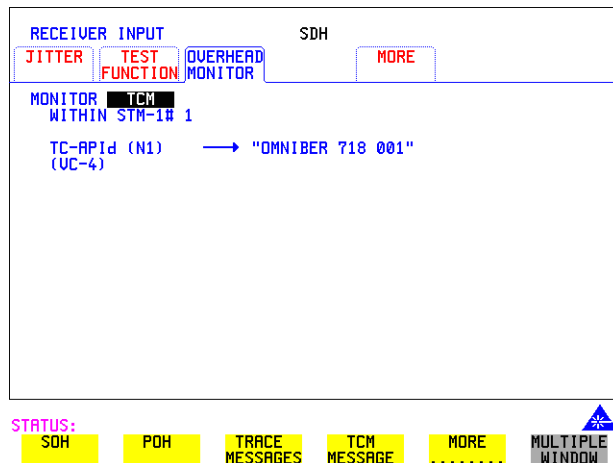 RECEIVER INPUT SDH
JITTER TEST FUNCTION OVERHEAD MONITOR MORE
MONITOR TCM
WITHIN STM-1# 1
TC-APId (N1) → "OMNIBER 718 001"
(VC-4)
STATUS:
SOH POH TRACE MESSAGES TCM MESSAGE MORE ........ MULTIPLE WINDOW